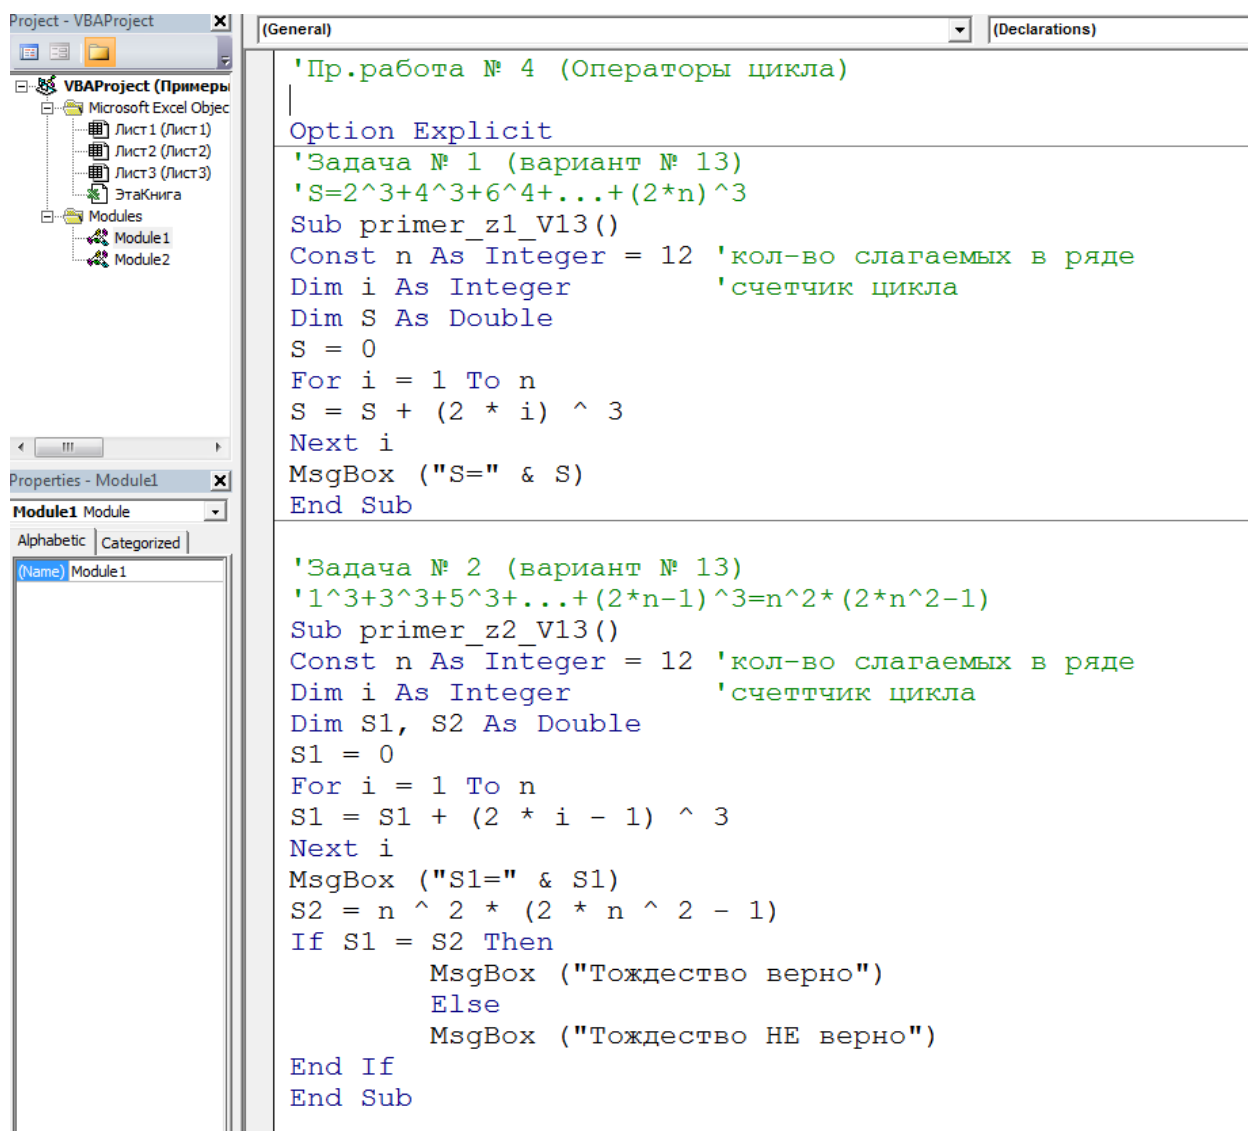 Project - VBAProject
VBAProject (Примеры
Microsoft Excel Objec
Лист1 (Лист1)
Лист2 (Лист2)
Лист3 (Лист3)
ЭтаКнига
Modules
Module1
Module2
Properties - Module1
Module1 Module
Alphabetic Categorized
(Name) Module1
(General) (Declarations)
'Пр.работа № 4 (Операторы цикла)
Option Explicit
'Задача № 1 (вариант № 13)
'S=2^3+4^3+6^4+...+(2*n)^3
Sub primer_z1_V13()
Const n As Integer = 12 'кол-во слагаемых в ряде
Dim i As Integer 'счетчик цикла
Dim S As Double
S = 0
For i = 1 To n
S = S + (2 * i) ^ 3
Next i
MsgBox ("S=" & S)
End Sub
'Задача № 2 (вариант № 13)
'1^3+3^3+5^3+...+(2*n-1)^3=n^2*(2*n^2-1)
Sub primer_z2_V13()
Const n As Integer = 12 'кол-во слагаемых в ряде
Dim i As Integer 'счеттчик цикла
Dim S1, S2 As Double
S1 = 0
For i = 1 To n
S1 = S1 + (2 * i - 1) ^ 3
Next i
MsgBox ("S1=" & S1)
S2 = n ^ 2 * (2 * n ^ 2 - 1)
If S1 = S2 Then
MsgBox ("Тождество верно")
Else
MsgBox ("Тождество НЕ верно")
End If
End Sub